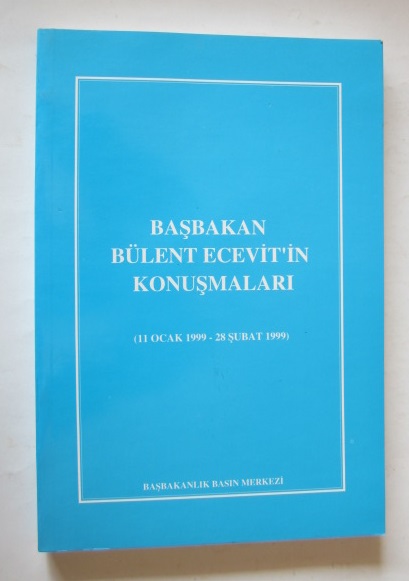 BAŞBAKAN
BÜLENT ECEVİT'İN
KONUŞMALARI
(11 OCAK 1999 - 28 ŞUBAT 1999)
BAŞBAKANLIK BASIN MERKEZİ